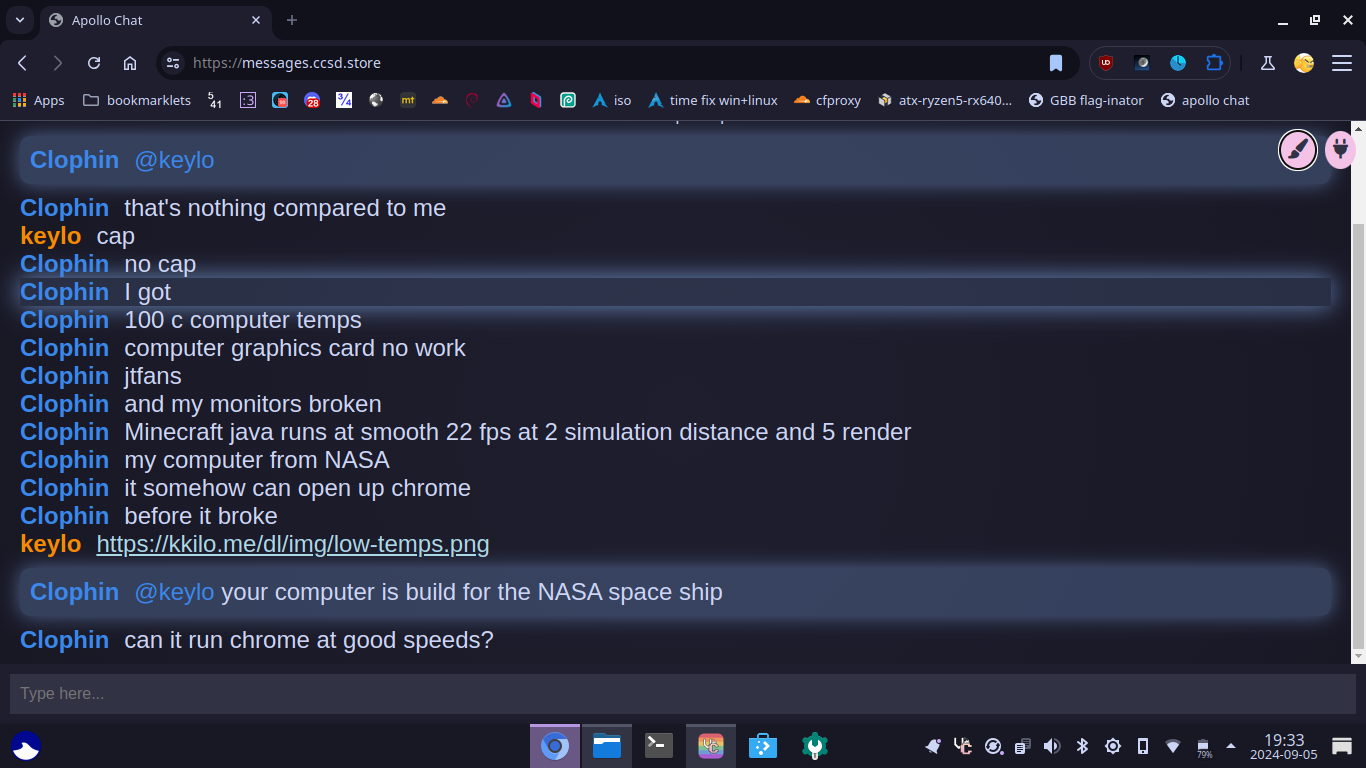 Apollo Chat
https://messages.ccsd.store
Apps
bookmarklets
5
41
:3
28
3/4
mt
iso
time fix win+linux
cfproxy
atx-ryzen5-rx640...
GBB flag-inator
apollo chat
Clophin @keylo
Clophin that's nothing compared to me
keylo cap
Clophin no cap
Clophin I got
Clophin 100 c computer temps
Clophin computer graphics card no work
Clophin jtfans
Clophin and my monitors broken
Clophin Minecraft java runs at smooth 22 fps at 2 simulation distance and 5 render
Clophin my computer from NASA
Clophin it somehow can open up chrome
Clophin before it broke
keylo https://kkilo.me/dl/img/low-temps.png
Clophin @keylo your computer is build for the NASA space ship
Clophin can it run chrome at good speeds?
Type here...
79%
19:33
2024-09-05